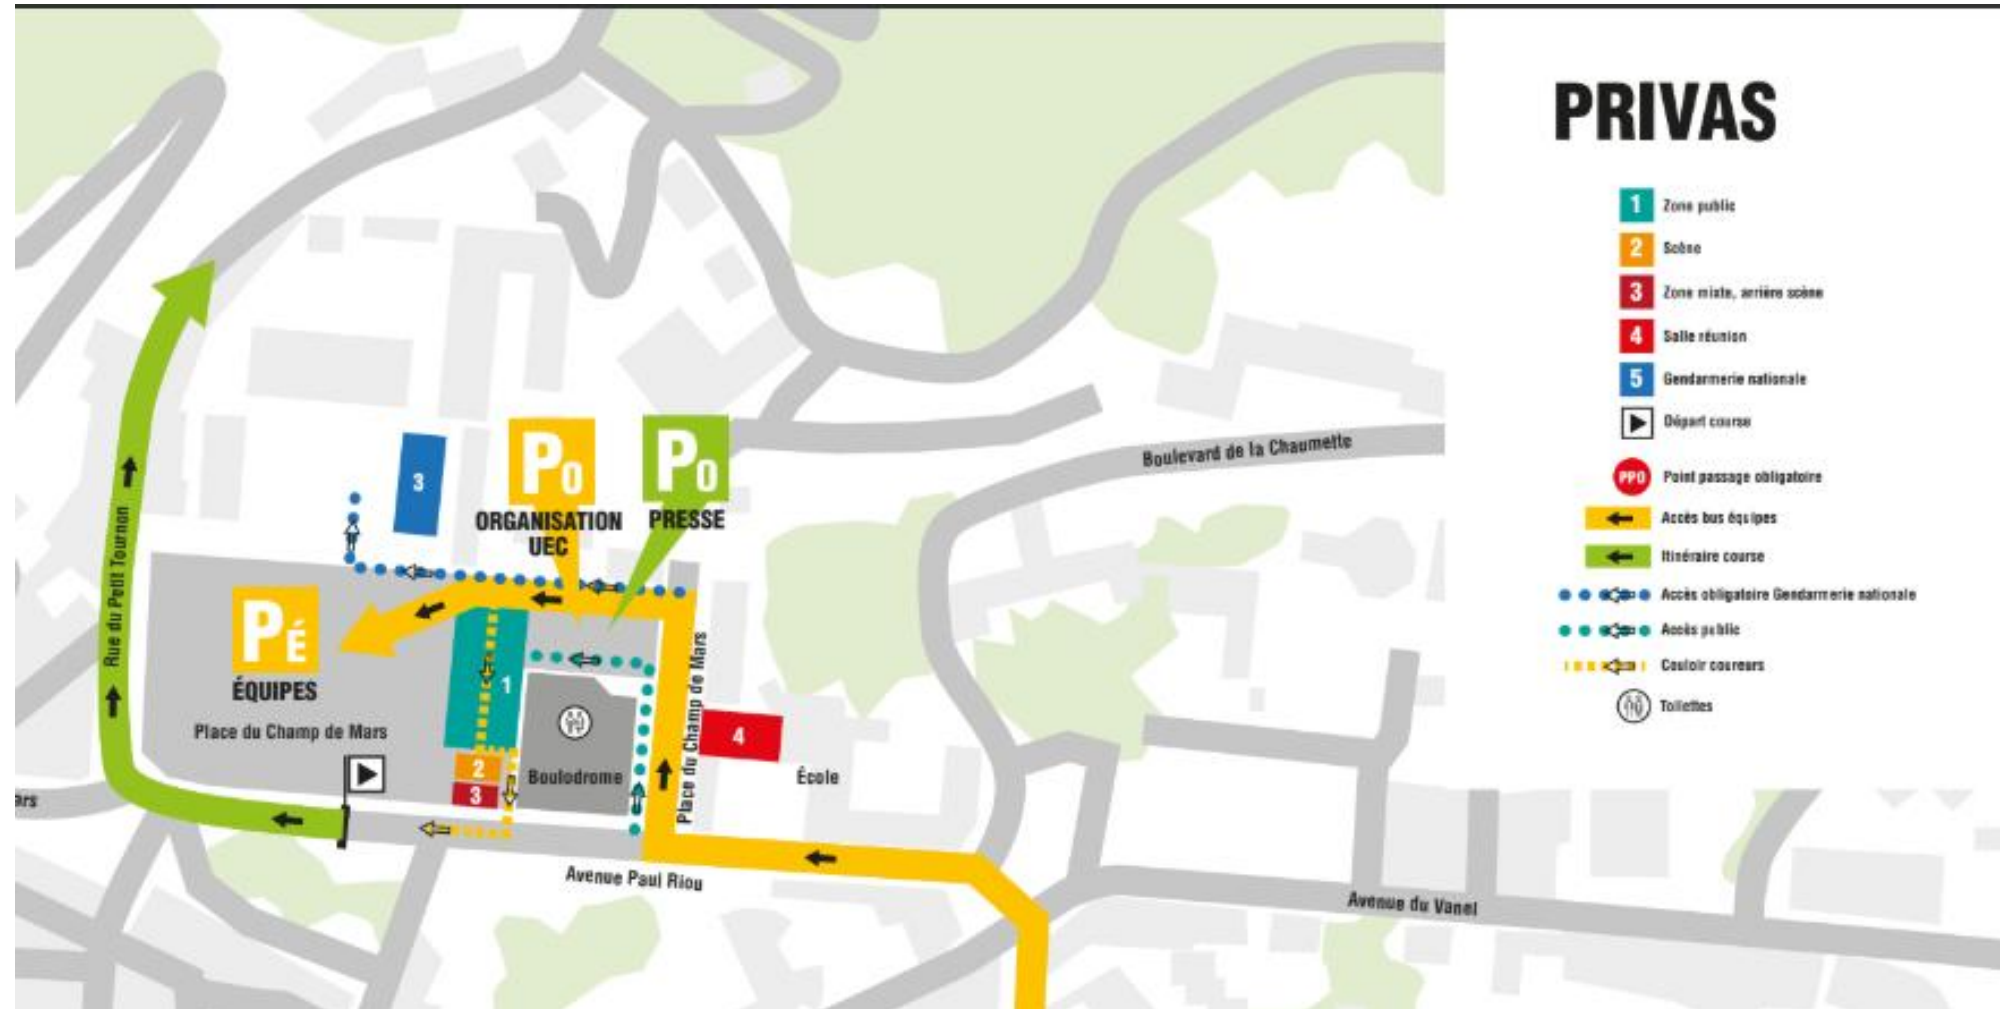 PRIVAS
1 Zone public
2 Scène
3 Zone mixte, arrière scène
4 Salle réunion
5 Gendarmerie nationale
Départ course
PPO Point passage obligatoire
Accès bus équipes
Itinéraire course
Accès obligatoire Gendarmerie nationale
Accès public
Couloir coureurs
Toilettes
Boulevard de la Chaumette
3
PO
ORGANISATION
UEC
PO
PRESSE
Rue du Petit Tournon
PÉ
ÉQUIPES
Place du Champ de Mars
1
2
3
Boulodrome
Place du Champ de Mars
4
École
ars
Avenue Paul Riou
Avenue du Vanel